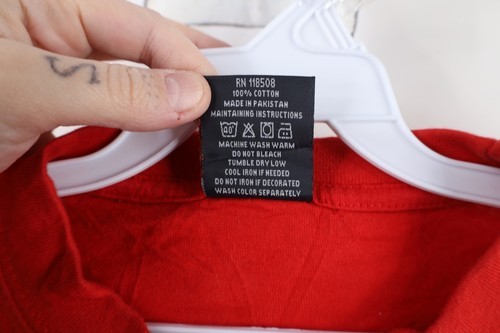 RN 118508
100% COTTON
MADE IN PAKISTAN
MAINTAINING INSTRUCTIONS
40°
MACHINE WASH WARM
DO NOT BLEACH
TUMBLE DRY LOW
COOL IRON IF NEEDED
DO NOT IRON IF DECORATED
WASH COLOR SEPARATELY